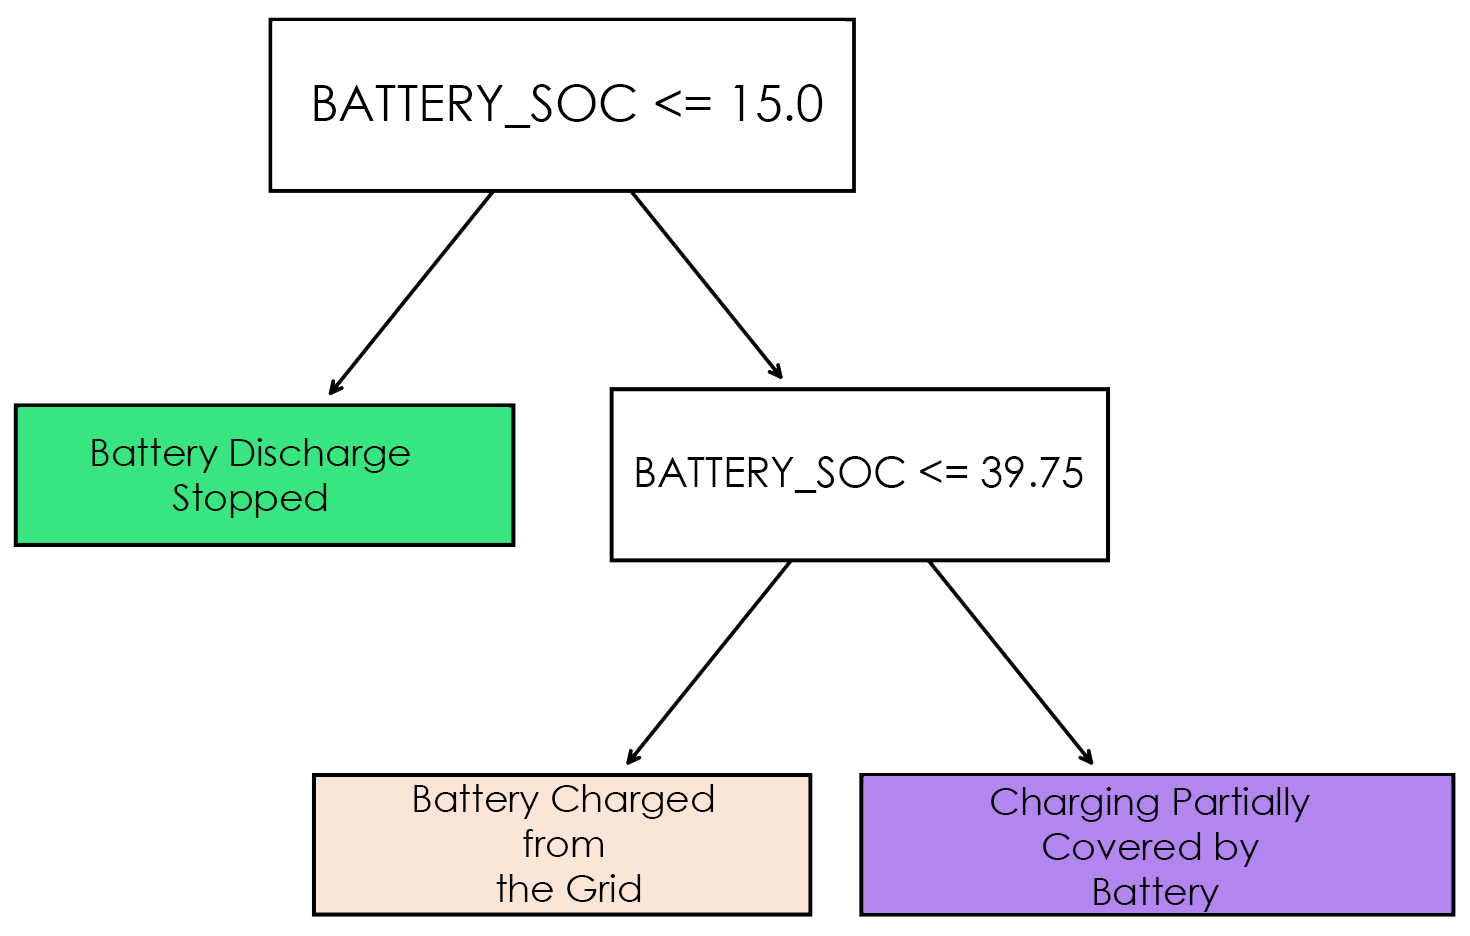 BATTERY_SOC <= 15.0
Battery Discharge
Stopped
BATTERY_SOC <= 39.75
Battery Charged
from
the Grid
Charging Partially
Covered by
Battery